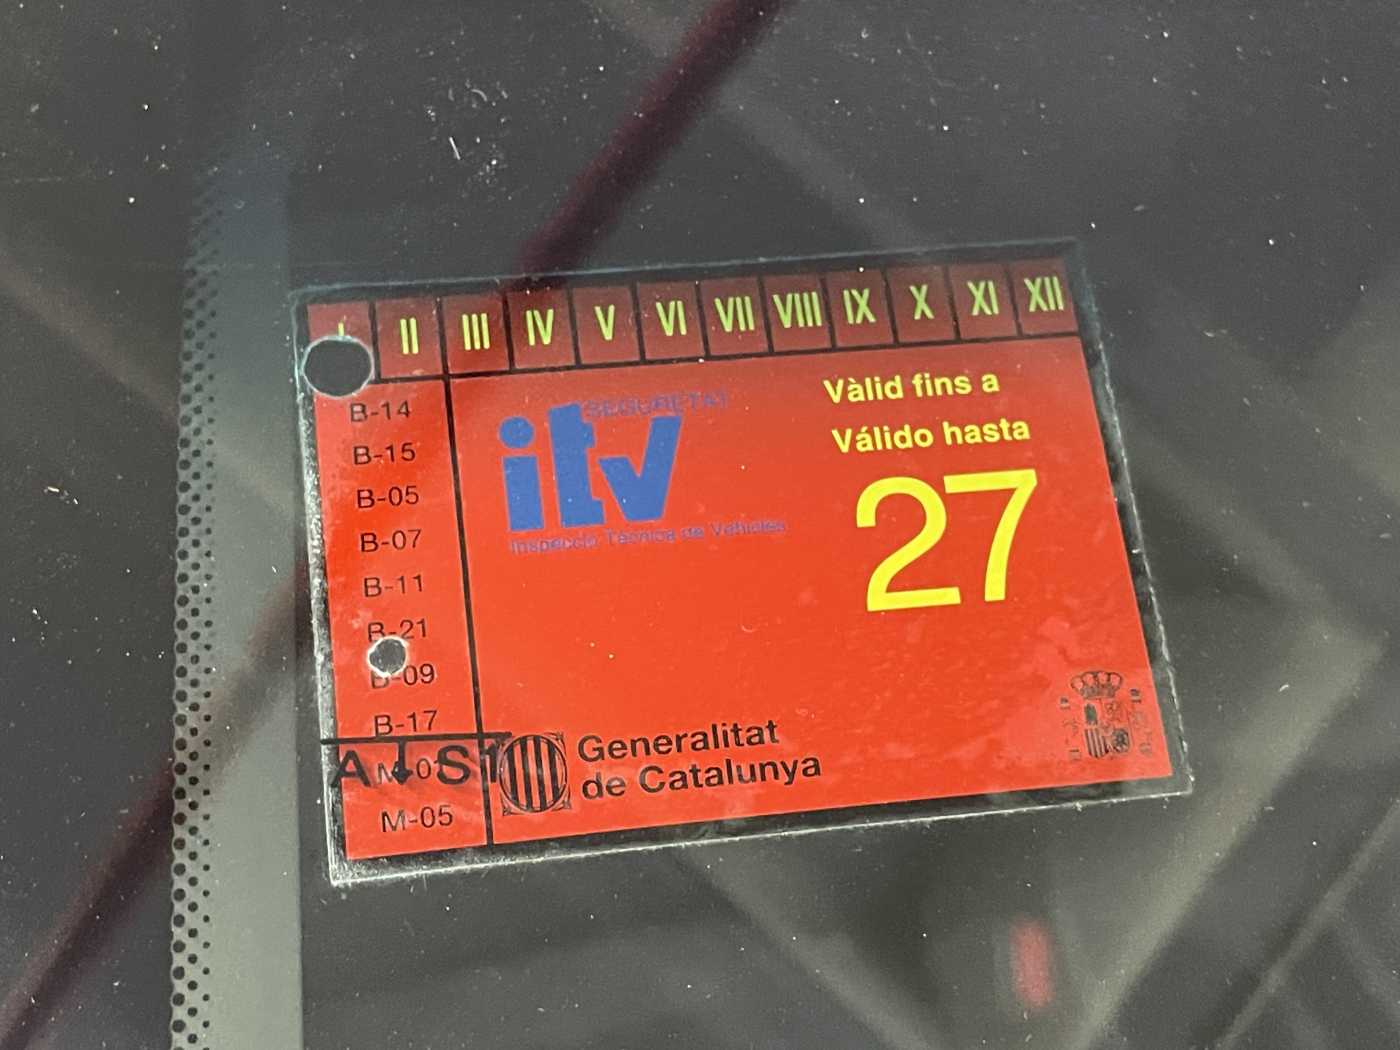 I II III IV V VI VII VIII IX X XI XII
B-14
B-15
B-05
B-07
B-11
B-21
B-09
B-17
M-05
SEGURETAT
itv
Inspecció Tècnica de Vehicles
Vàlid fins a
Válido hasta
27
A S1
Generalitat
de Catalunya